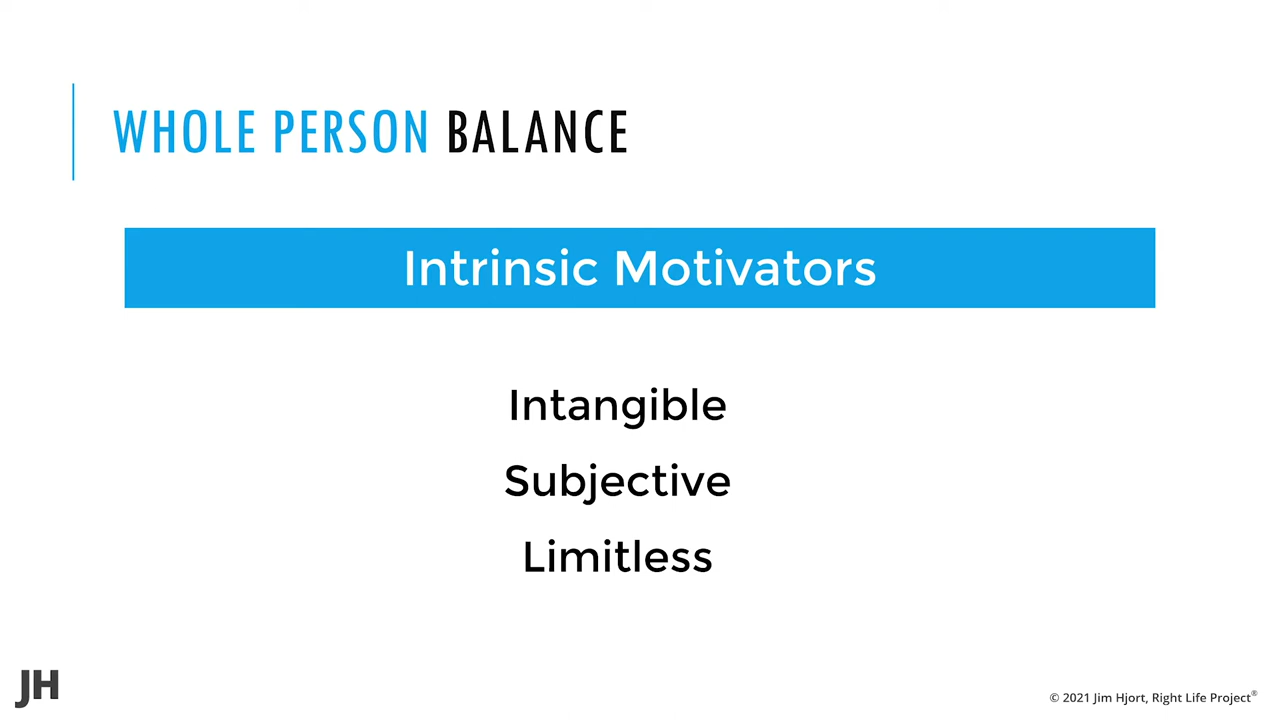 WHOLE PERSON BALANCE
Intrinsic Motivators
Intangible
Subjective
Limitless
JH
© 2021 Jim Hjort, Right Life Project®